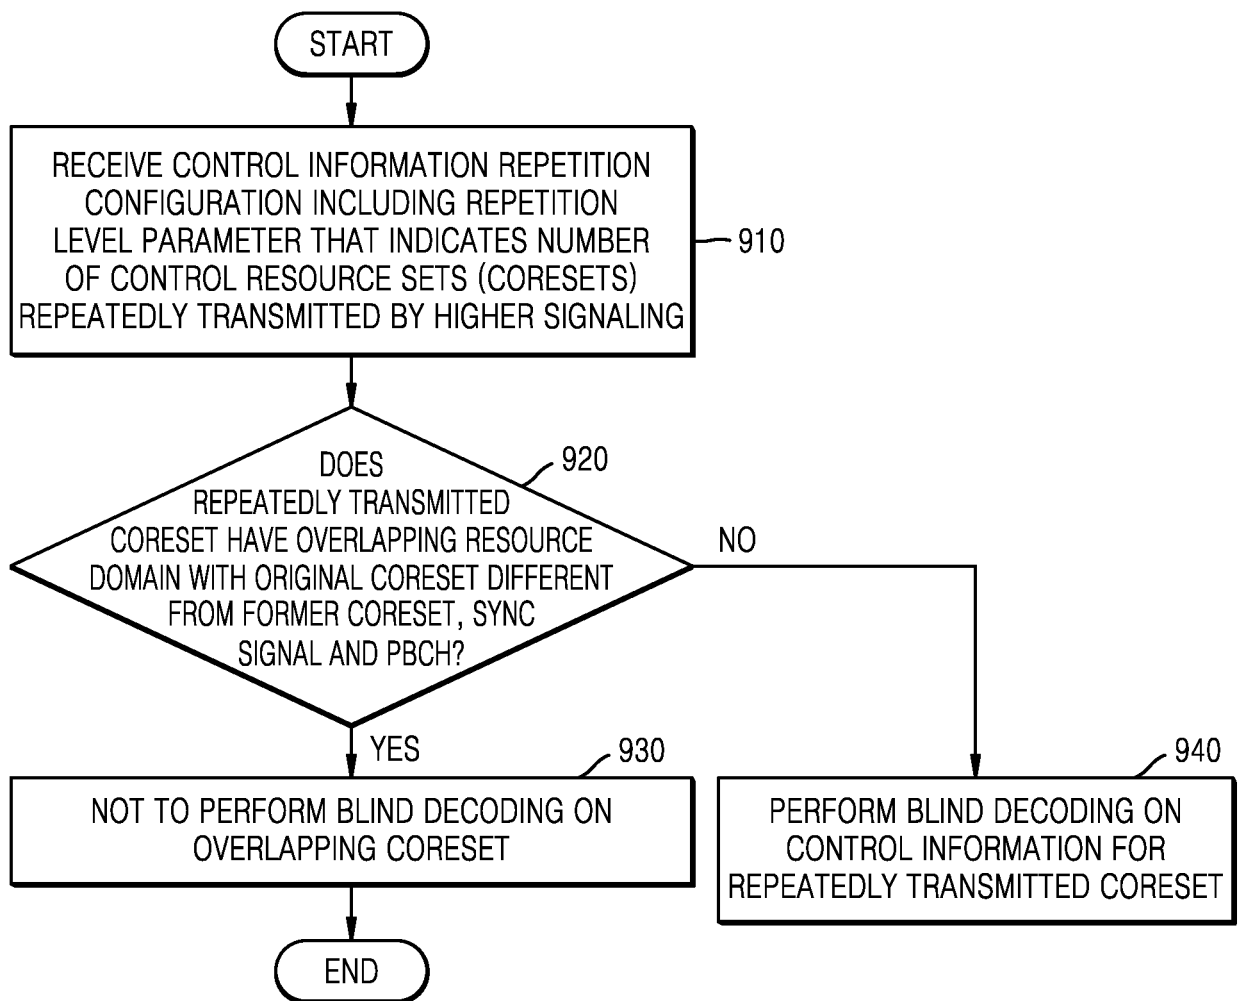 START
RECEIVE CONTROL INFORMATION REPETITION
CONFIGURATION INCLUDING REPETITION
LEVEL PARAMETER THAT INDICATES NUMBER
OF CONTROL RESOURCE SETS (CORESETS)
REPEATEDLY TRANSMITTED BY HIGHER SIGNALING
910
DOES
REPEATEDLY TRANSMITTED
CORESET HAVE OVERLAPPING RESOURCE
DOMAIN WITH ORIGINAL CORESET DIFFERENT
FROM FORMER CORESET, SYNC
SIGNAL AND PBCH?
920
NO
YES
930
NOT TO PERFORM BLIND DECODING ON
OVERLAPPING CORESET
940
PERFORM BLIND DECODING ON
CONTROL INFORMATION FOR
REPEATEDLY TRANSMITTED CORESET
END